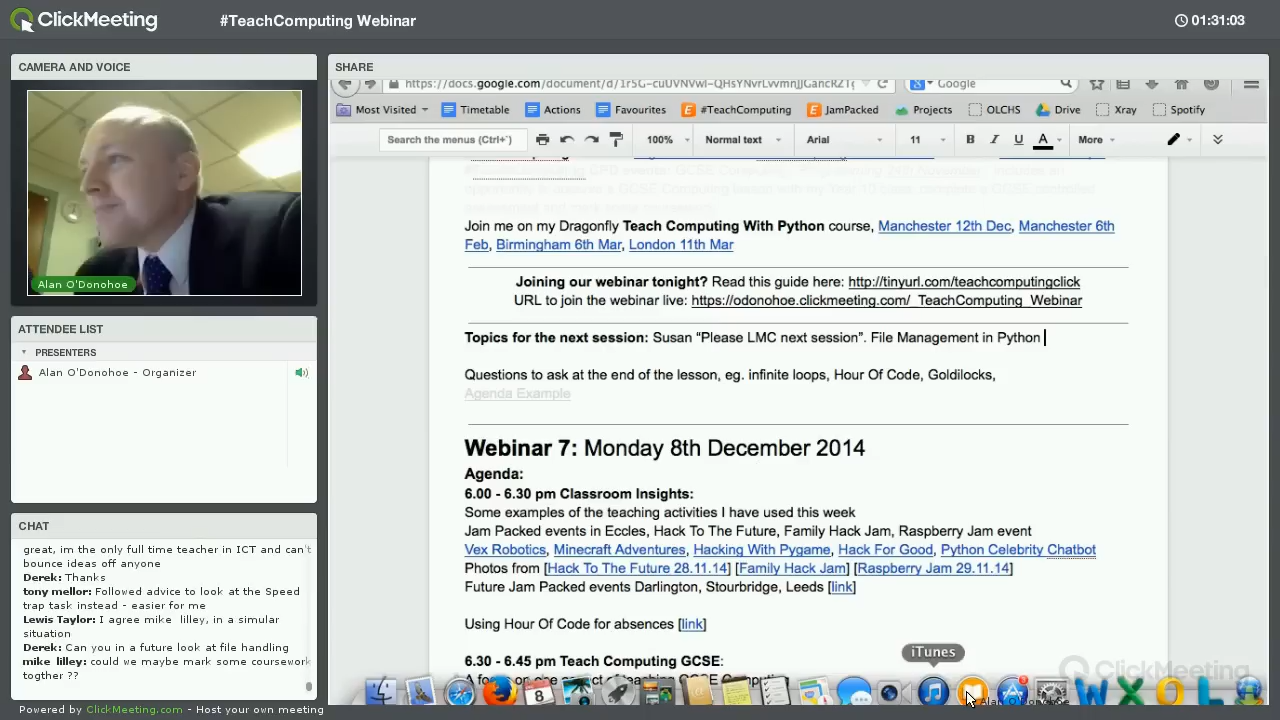 ClickMeeting
#TeachComputing Webinar
01:31:03
CAMERA AND VOICE
Alan O'Donohoe
ATTENDEE LIST
PRESENTERS
Alan O'Donohoe - Organizer
CHAT
great, im the only full time teacher in ICT and can't
bounce ideas off anyone
Derek: Thanks
tony mellor: Followed advice to look at the Speed
trap task instead - easier for me
Lewis Taylor: I agree mike lilley, in a simular
situation
Derek: Can you in a future look at file handling
mike lilley: could we maybe mark some coursework
togther ??
Powered by ClickMeeting.com - Host your own meeting
SHARE
Google
Most Visited Timetable Actions Favourites #TeachComputing JamPacked Projects OLCHS Drive Xray Spotify
Search the menus (Ctrl+`) 100% Normal text Arial 11 B I U A More
Join me on my Dragonfly Teach Computing With Python course, Manchester 12th Dec, Manchester 6th
Feb, Birmingham 6th Mar, London 11th Mar
Joining our webinar tonight? Read this guide here: http://tinyurl.com/teachcomputingclick
URL to join the webinar live: https://odonohoe.clickmeeting.com/_TeachComputing_Webinar
Topics for the next session: Susan “Please LMC next session”. File Management in Python
Questions to ask at the end of the lesson, eg. infinite loops, Hour Of Code, Goldilocks,
Agenda Example
Webinar 7: Monday 8th December 2014
Agenda:
6.00 - 6.30 pm Classroom Insights:
Some examples of the teaching activities I have used this week
Jam Packed events in Eccles, Hack To The Future, Family Hack Jam, Raspberry Jam event
Vex Robotics, Minecraft Adventures, Hacking With Pygame, Hack For Good, Python Celebrity Chatbot
Photos from [Hack To The Future 28.11.14] [Family Hack Jam] [Raspberry Jam 29.11.14]
Future Jam Packed events Darlington, Stourbridge, Leeds [link]
Using Hour Of Code for absences [link]
6.30 - 6.45 pm Teach Computing GCSE:
iTunes
ClickMeeting
8
Alan O'Donohoe